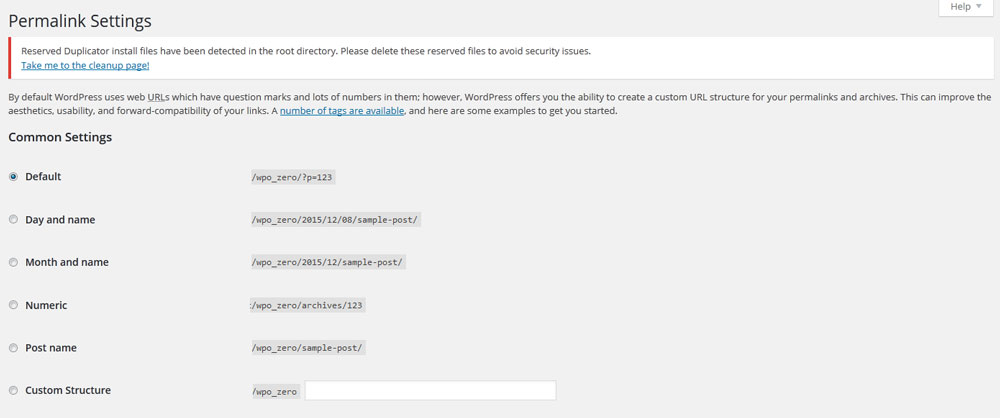 Help
Permalink Settings
Reserved Duplicator install files have been detected in the root directory. Please delete these reserved files to avoid security issues.
Take me to the cleanup page!
By default WordPress uses web URLs which have question marks and lots of numbers in them; however, WordPress offers you the ability to create a custom URL structure for your permalinks and archives. This can improve the
aesthetics, usability, and forward-compatibility of your links. A number of tags are available, and here are some examples to get you started.
Common Settings
Default /wpo_zero/?p=123
Day and name /wpo_zero/2015/12/08/sample-post/
Month and name /wpo_zero/2015/12/sample-post/
Numeric :/wpo_zero/archives/123
Post name /wpo_zero/sample-post/
Custom Structure /wpo_zero